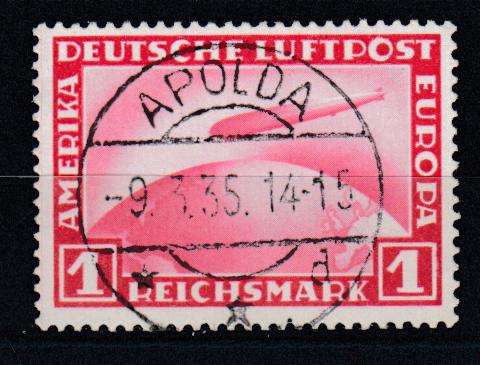 DEUTSCHE LUFTPOST
AMERIKA
EUROPA
APOLDA
-9. 3.35. 14-15
d
1 REICHSMARK 1